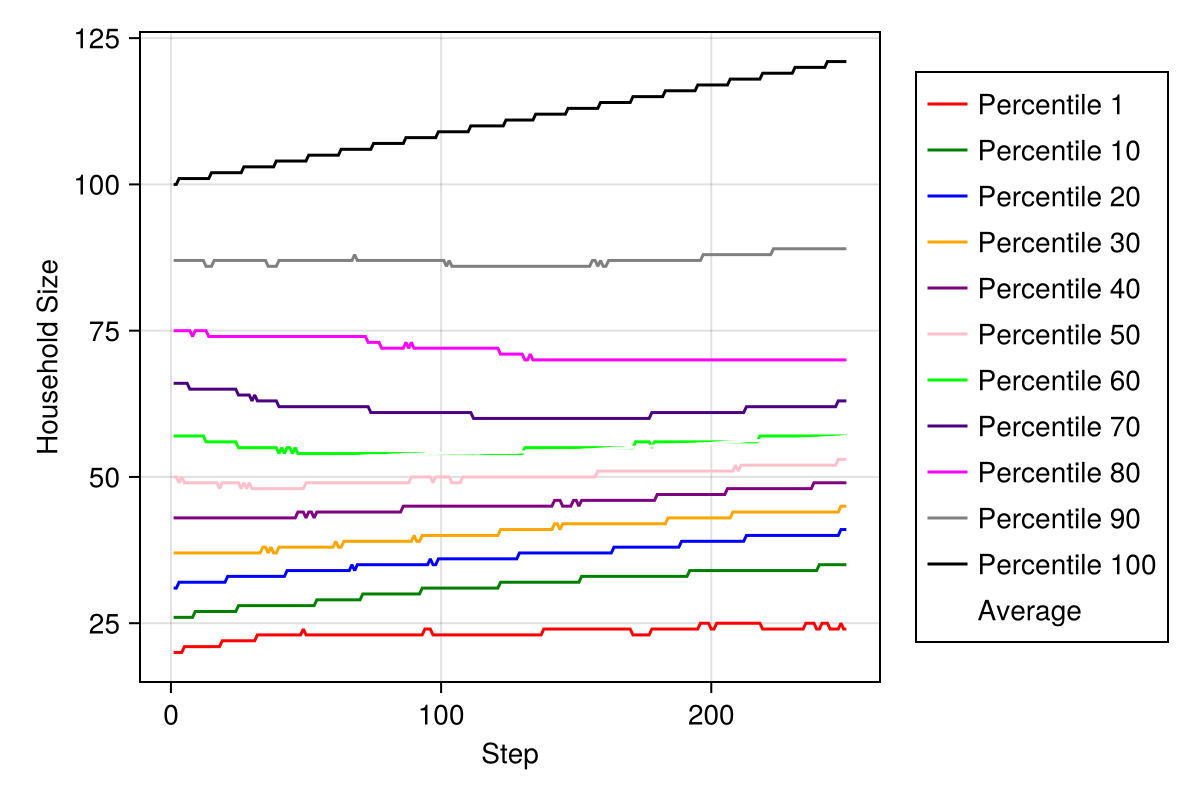 125
100
75
50
25
Household Size
0 100 200
Step
Percentile 1
Percentile 10
Percentile 20
Percentile 30
Percentile 40
Percentile 50
Percentile 60
Percentile 70
Percentile 80
Percentile 90
Percentile 100
Average